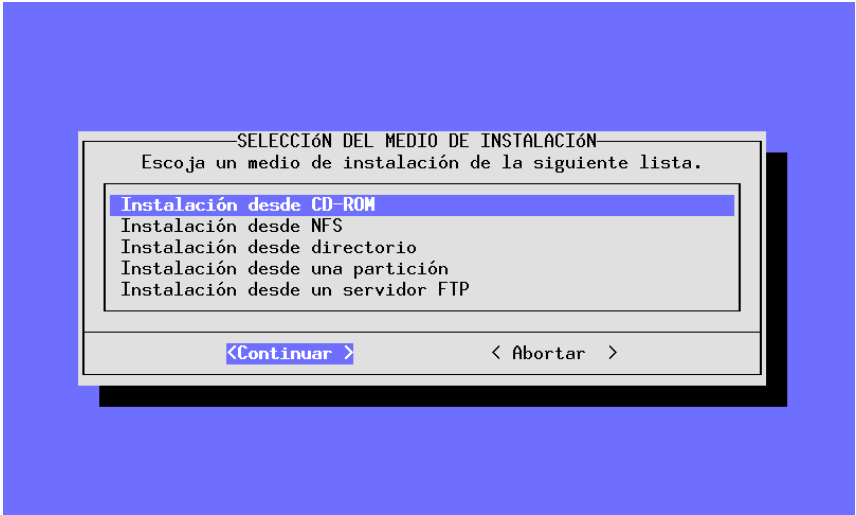 SELECCIóN DEL MEDIO DE INSTALACIóN
Escoja un medio de instalación de la siguiente lista.
Instalación desde CD-ROM
Instalación desde NFS
Instalación desde directorio
Instalación desde una partición
Instalación desde un servidor FTP
<Continuar > < Abortar >